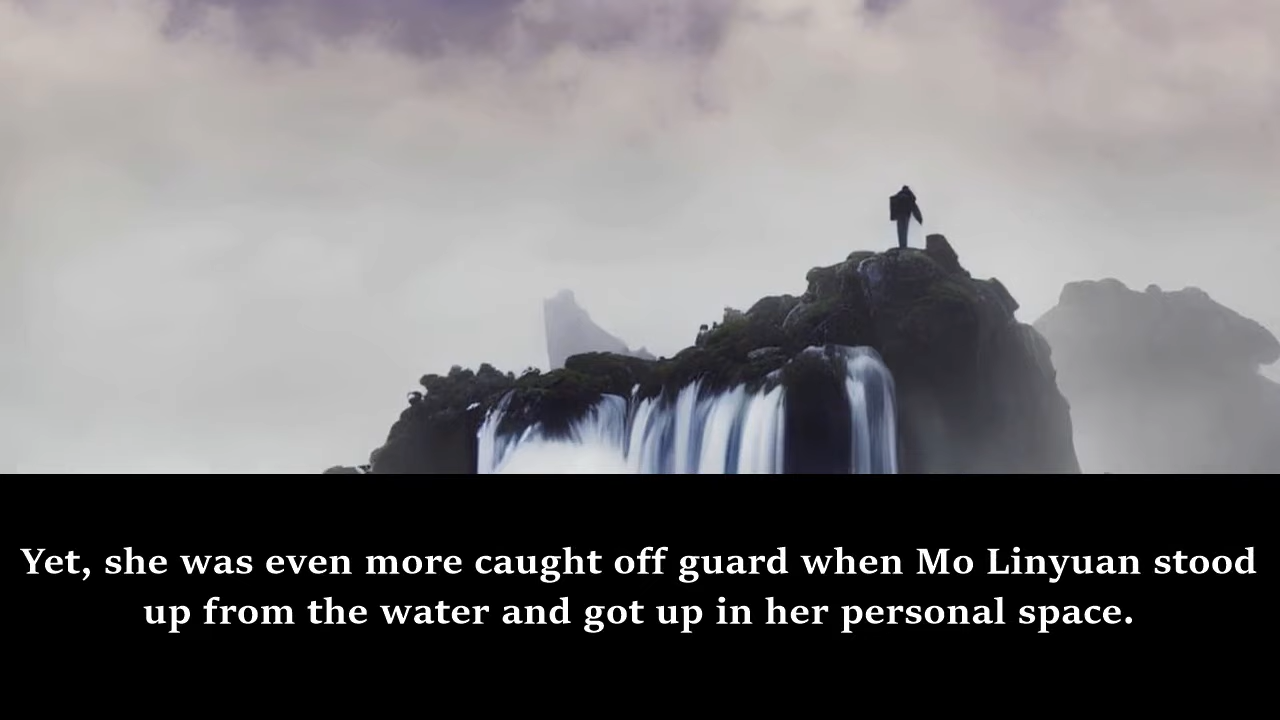 Yet, she was even more caught off guard when Mo Linyuan stood
up from the water and got up in her personal space.